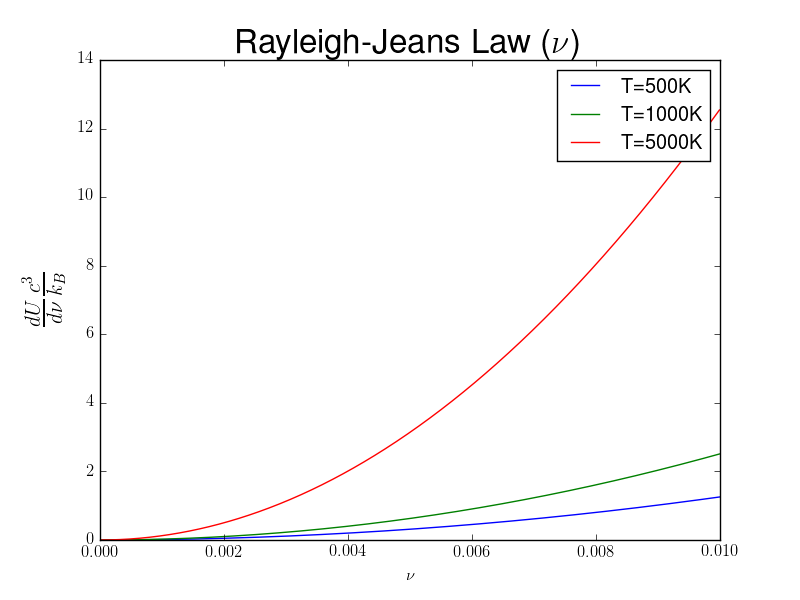 Rayleigh-Jeans Law (ν)
14
12
10
8
6
4
2
0
T=500K
T=1000K
T=5000K
dU c³
dν k_B
0.000 0.002 0.004 0.006 0.008 0.010
ν